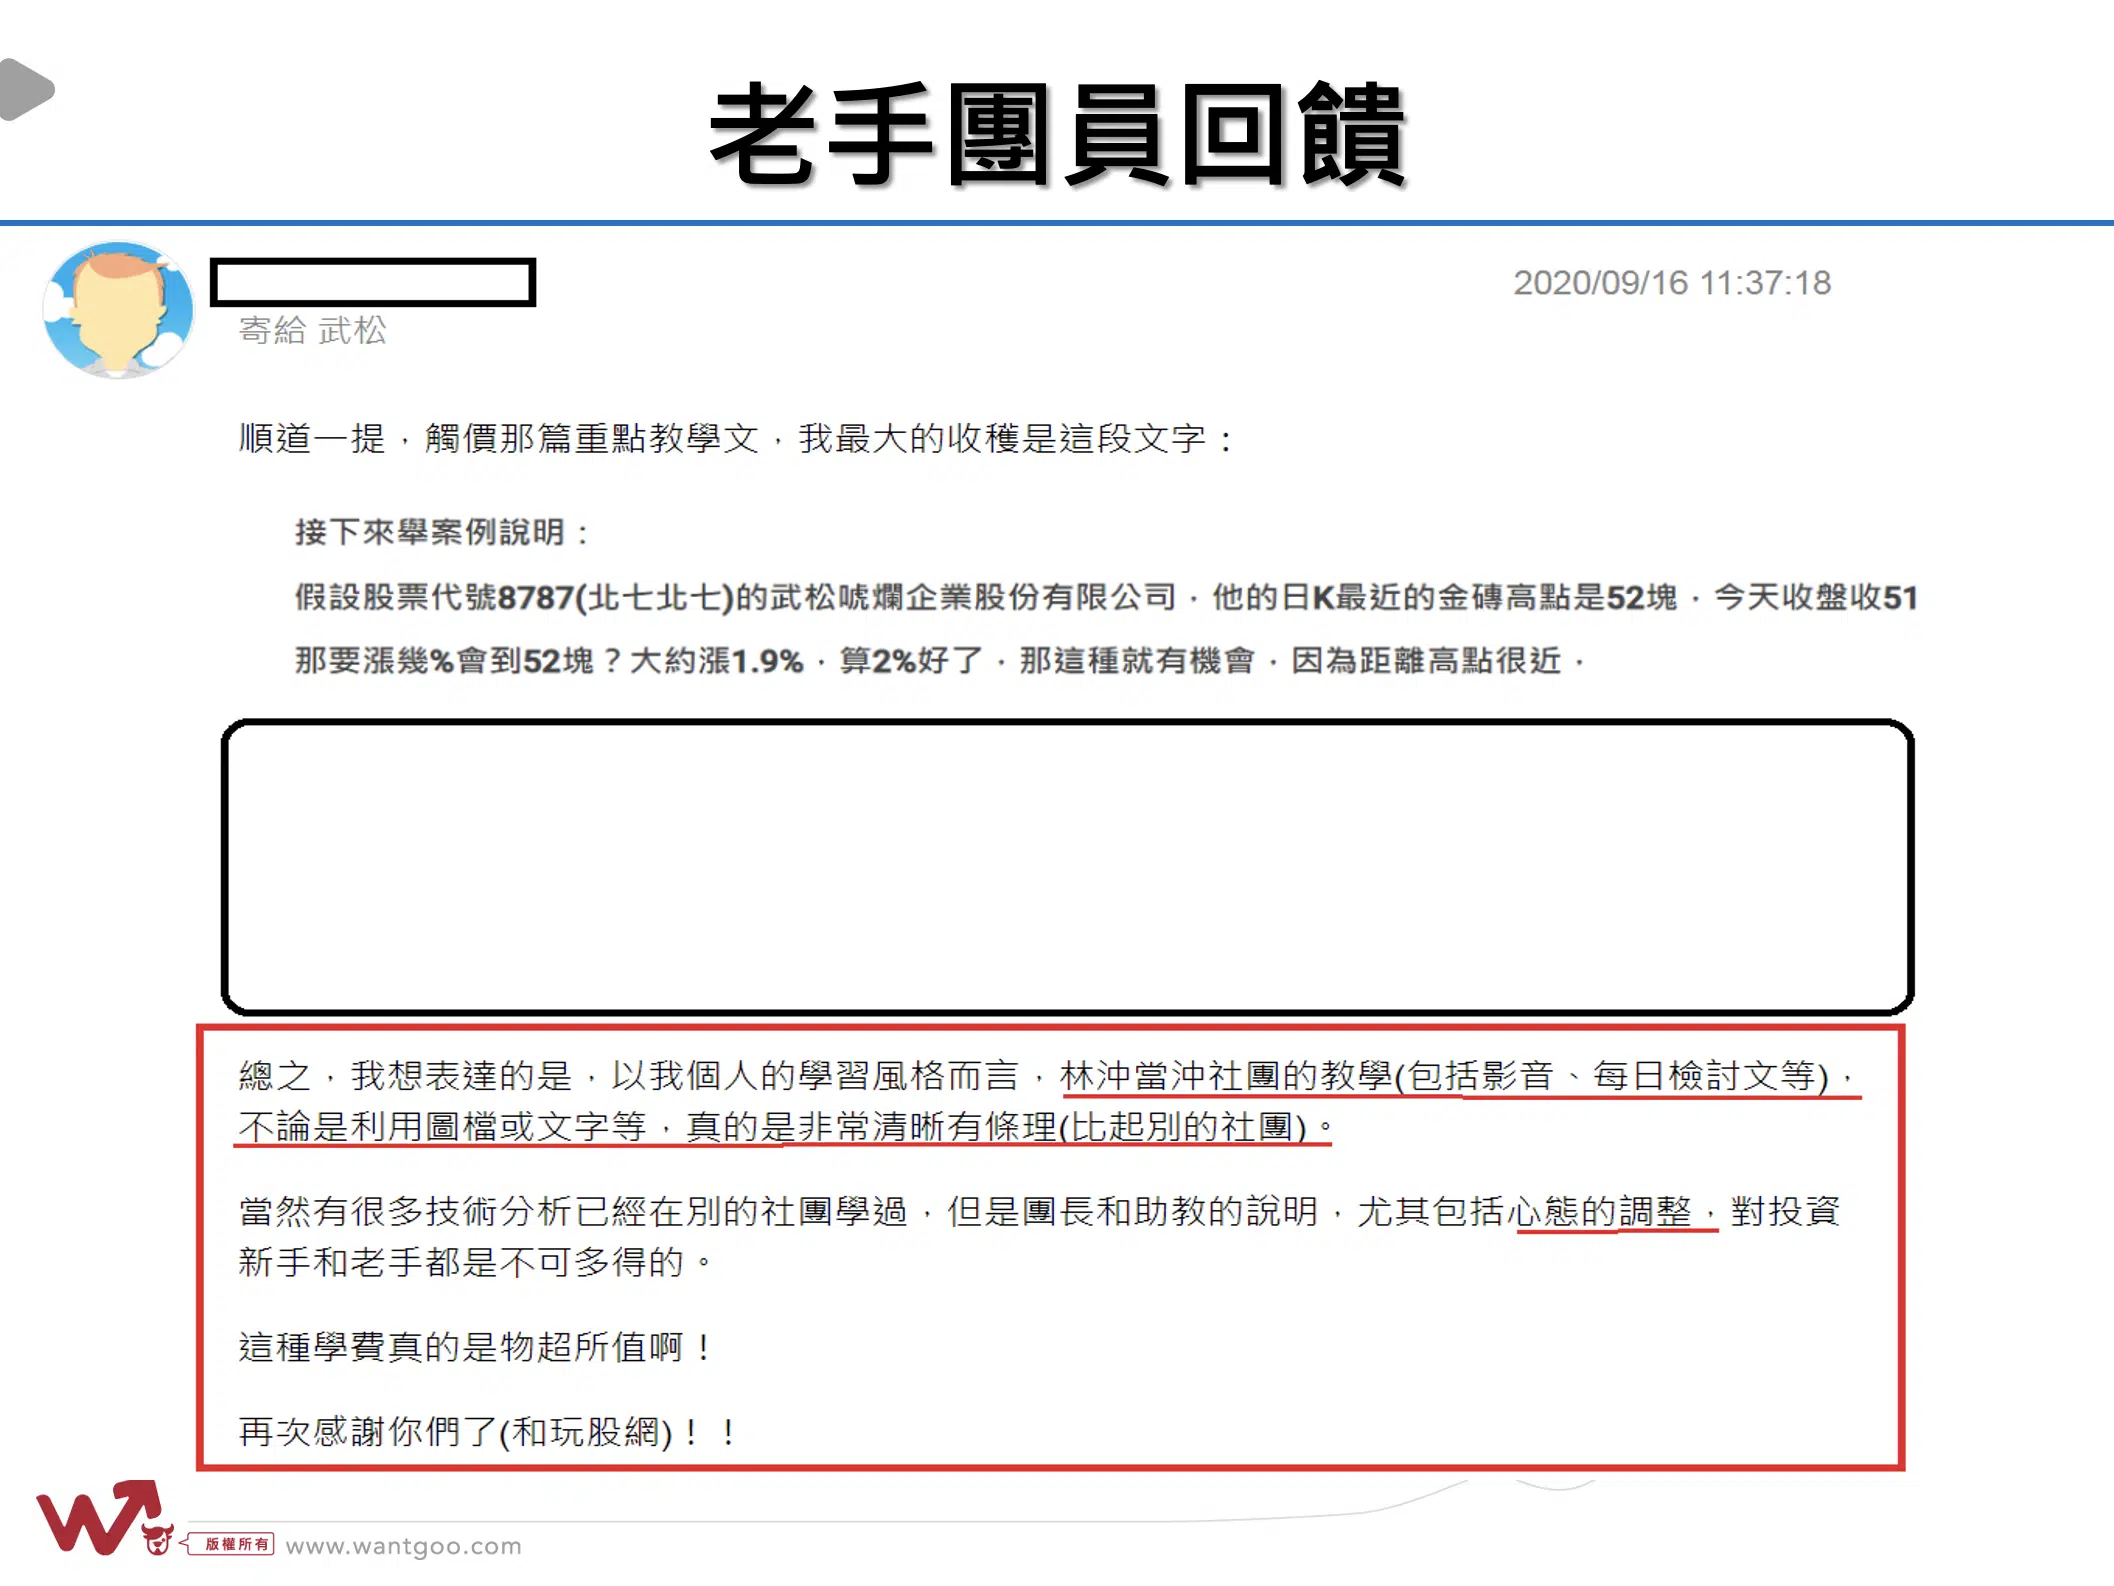 老手團員回饋
2020/09/16 11:37:18
寄給 武松
順道一提，觸價那篇重點教學文，我最大的收穫是這段文字：
接下來舉案例說明：
假設股票代號8787(北七北七)的武松唬爛企業股份有限公司，他的日K最近的金磚高點是52塊，今天收盤收51
那要漲幾%會到52塊？大約漲1.9%，算2%好了，那這種就有機會，因為距離高點很近，
總之，我想表達的是，以我個人的學習風格而言，林沖當沖社團的教學(包括影音、每日檢討文等)，
不論是利用圖檔或文字等，真的是非常清晰有條理(比起別的社團)。
當然有很多技術分析已經在別的社團學過，但是團長和助教的說明，尤其包括心態的調整，對投資
新手和老手都是不可多得的。
這種學費真的是物超所值啊！
再次感謝你們了(和玩股網)！！
版權所有 www.wantgoo.com